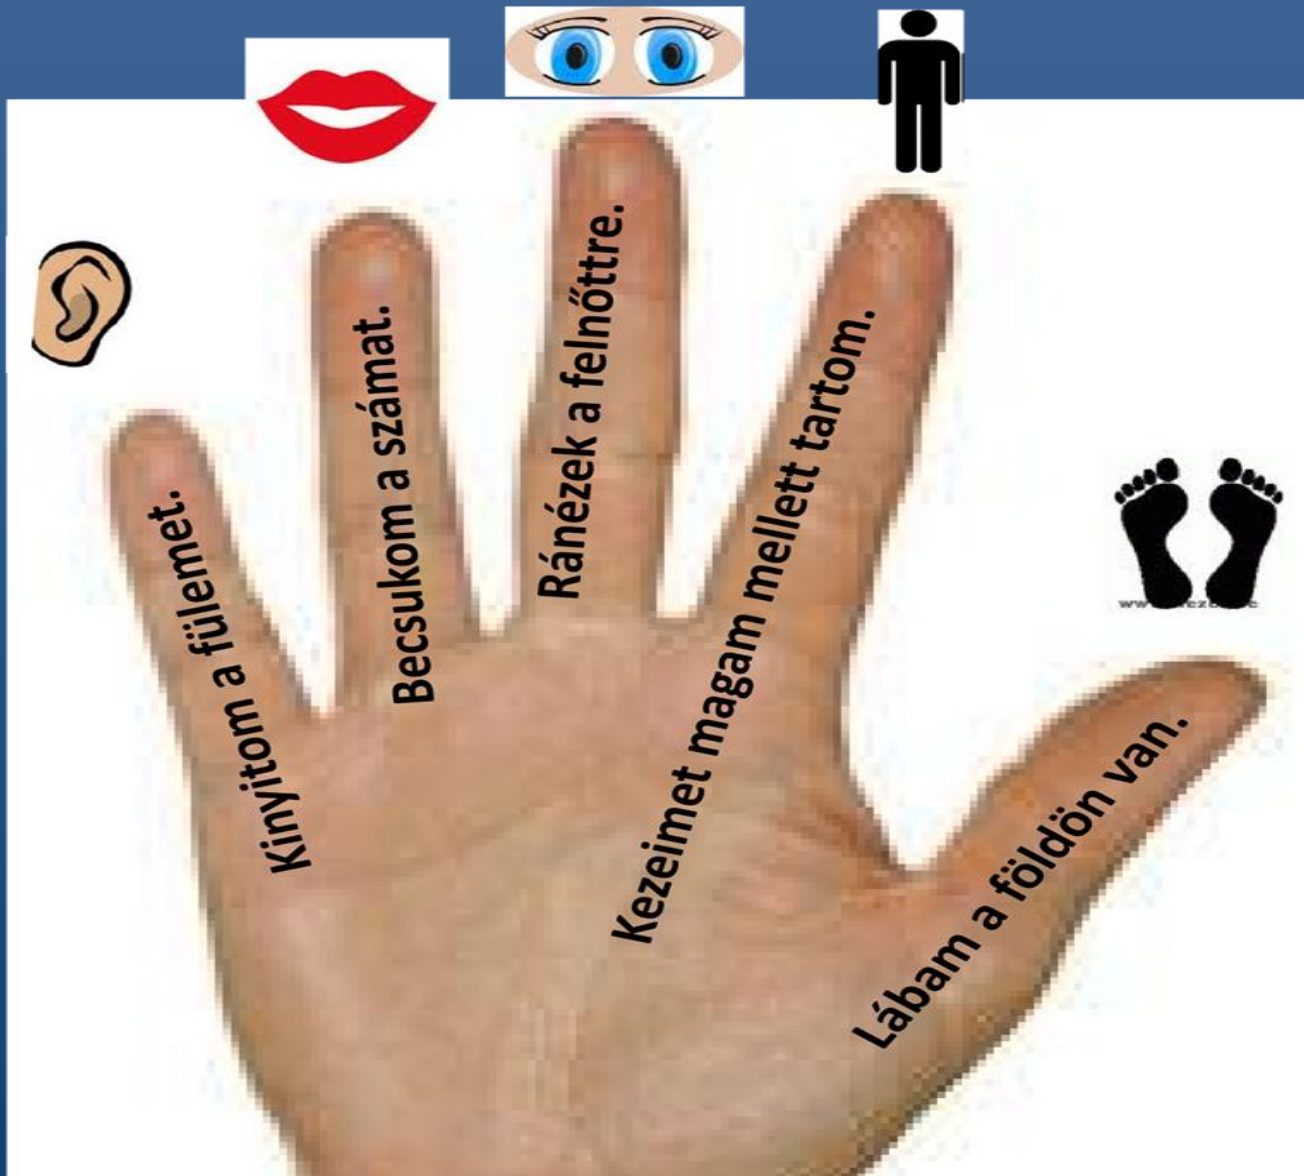 Kinyitom a fülemet.
Becsukom a számat.
Ránézek a felnőttre.
Kezeimet magam mellett tartom.
Lábam a földön van.